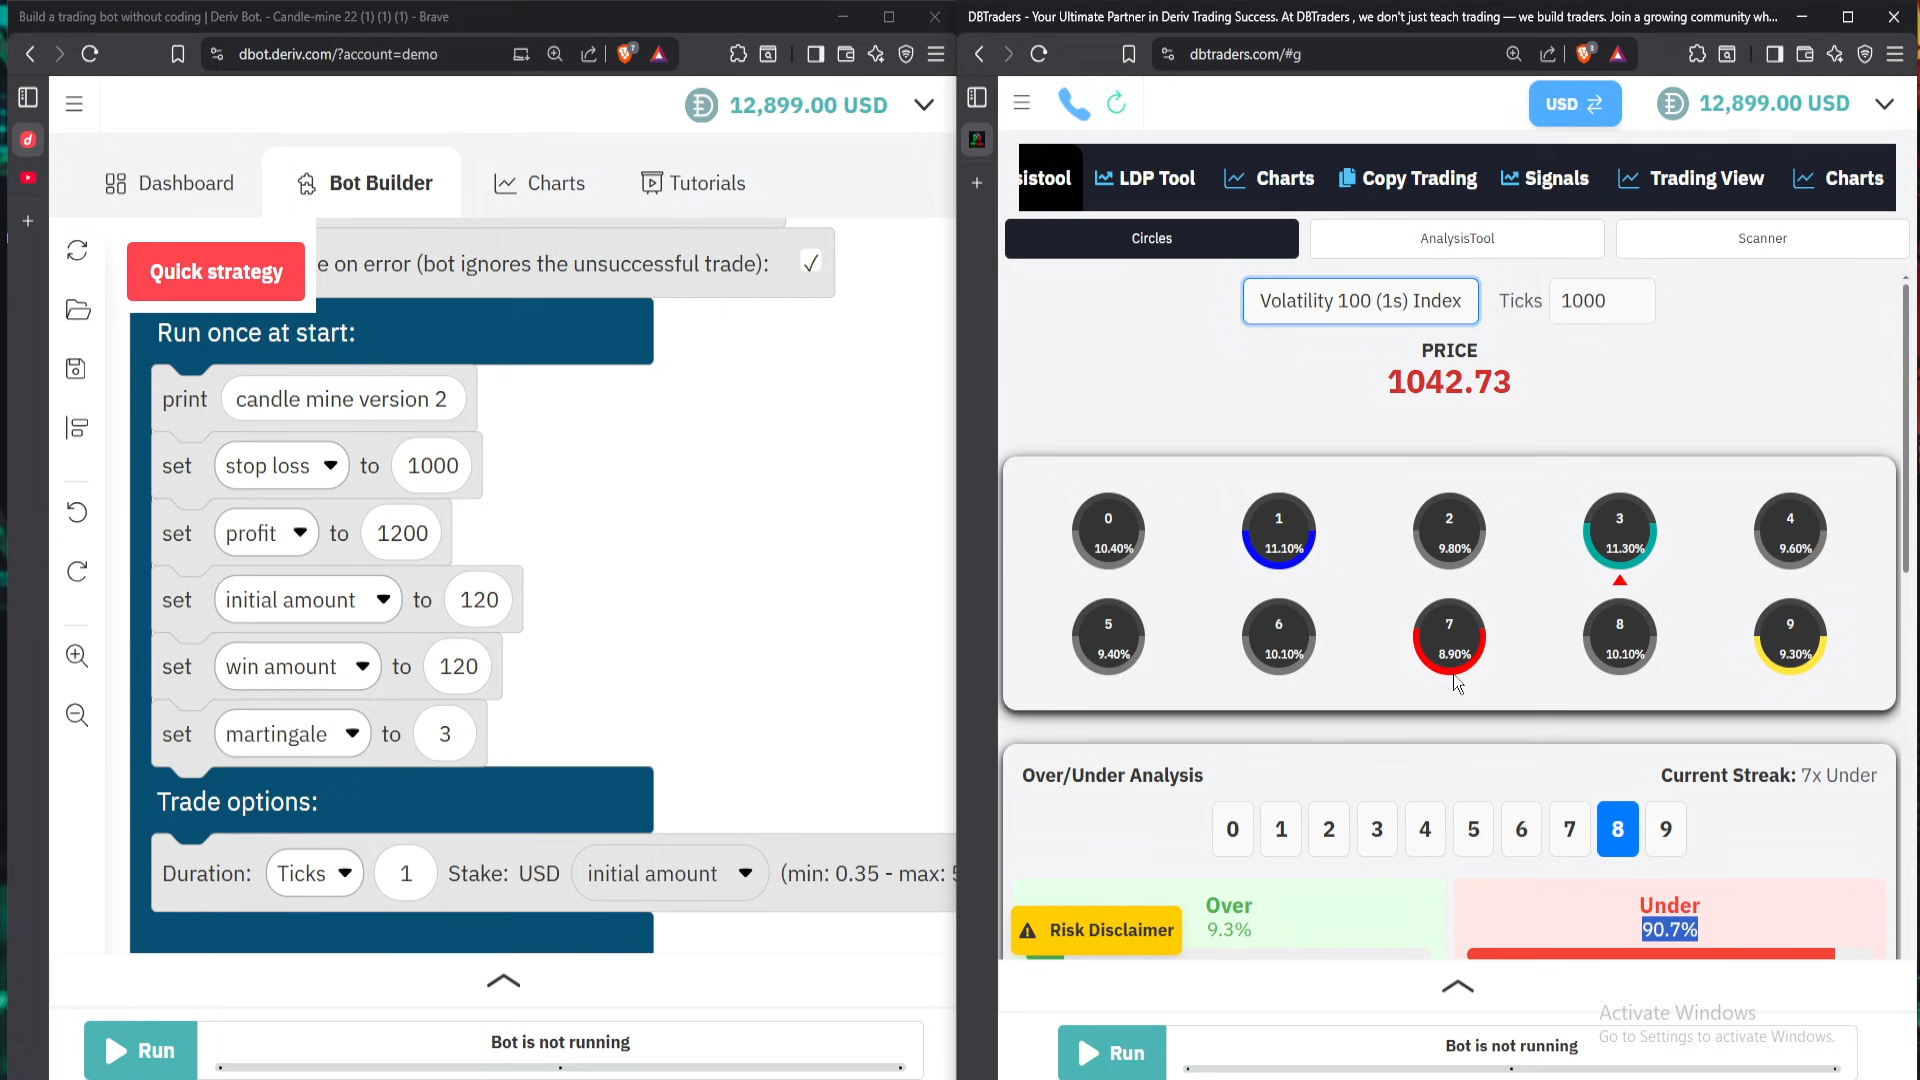 Build a trading bot without coding | Deriv Bot. - Candle-mine 22 (1) (1) (1) - Brave
dbot.deriv.com/?account=demo
7
12,899.00 USD
Dashboard
Bot Builder
Charts
Tutorials
Quick strategy
e on error (bot ignores the unsuccessful trade):
Run once at start:
print candle mine version 2
set stop loss to 1000
set profit to 1200
set initial amount to 120
set win amount to 120
set martingale to 3
Trade options:
Duration: Ticks 1 Stake: USD initial amount (min: 0.35 - max:
Run
Bot is not running
DBTraders - Your Ultimate Partner in Deriv Trading Success. At DBTraders , we don't just teach trading — we build traders. Join a growing community wh...
dbtraders.com/#g
USD
12,899.00 USD
sistool
LDP Tool
Charts
Copy Trading
Signals
Trading View
Charts
Circles
AnalysisTool
Scanner
Volatility 100 (1s) Index
Ticks 1000
PRICE
1042.73
0
10.40%
1
11.10%
2
9.80%
3
11.30%
4
9.60%
5
9.40%
6
10.10%
7
8.90%
8
10.10%
9
9.30%
Over/Under Analysis
Current Streak: 7x Under
0 1 2 3 4 5 6 7 8 9
Over
9.3%
Under
90.7%
Risk Disclaimer
Run
Bot is not running
Activate Windows
Go to Settings to activate Windows.